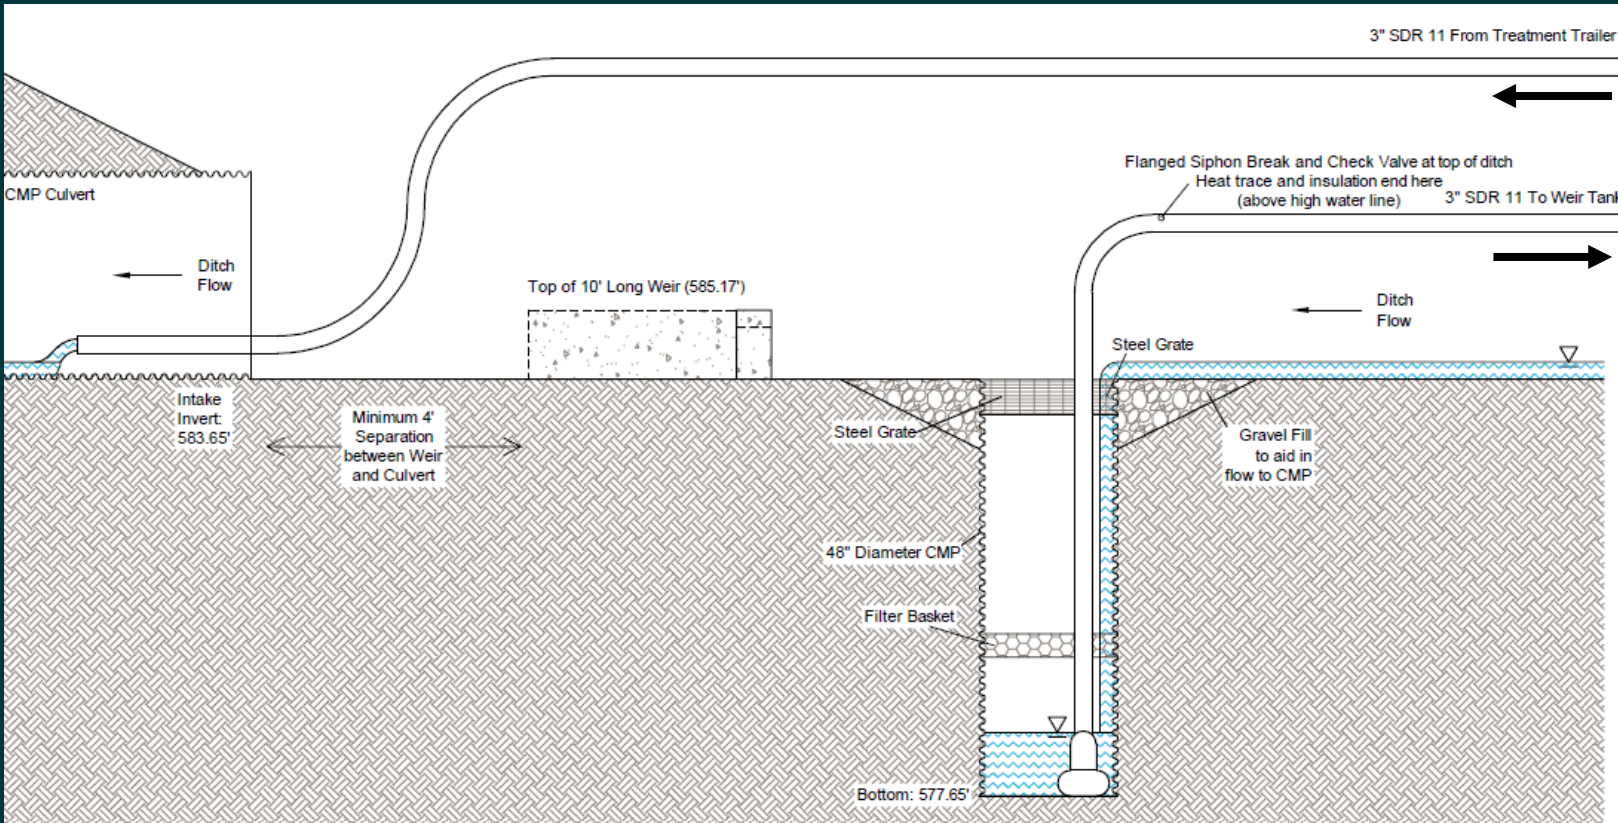 3" SDR 11 From Treatment Trailer
Flanged Siphon Break and Check Valve at top of ditch
Heat trace and insulation end here
(above high water line)
3" SDR 11 To Weir Tank
CMP Culvert
Ditch
Flow
Top of 10' Long Weir (585.17')
Ditch
Flow
Steel Grate
Intake
Invert:
583.65'
Minimum 4'
Separation
between Weir
and Culvert
Steel Grate
Gravel Fill
to aid in
flow to CMP
48" Diameter CMP
Filter Basket
Bottom: 577.65'